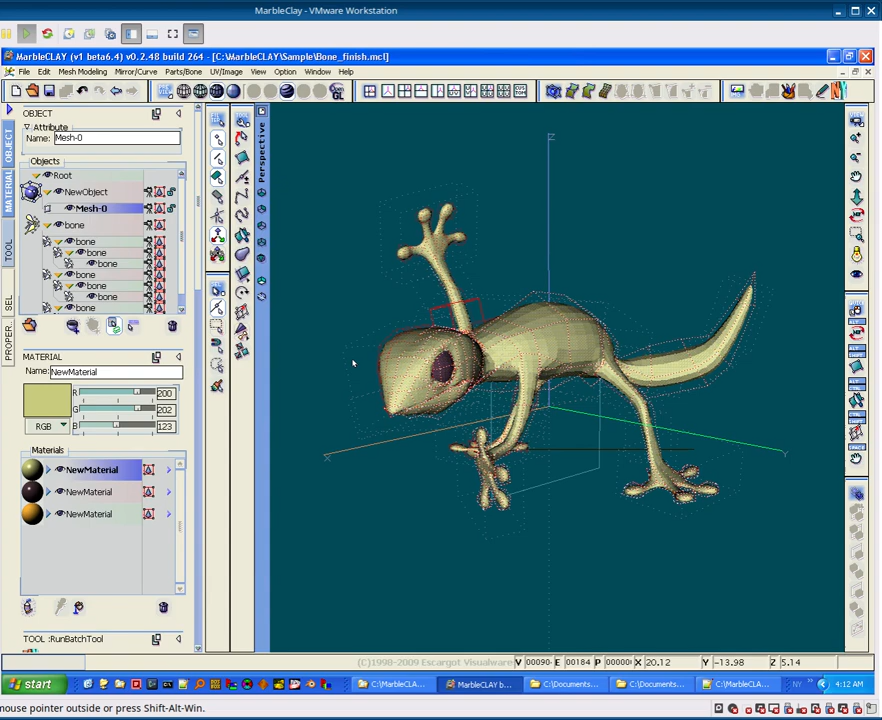 MarbleClay - VMware Workstation
MarbleCLAY (v1 beta6.4) v0.2.48 build 264 - [C:\MarbleCLAY\Sample\Bone_finish.mcl]
File Edit Mesh Modeling Mirror/Curve Parts/Bone UV/Image View Option Window Help
OBJECT
Attribute
Name: Mesh-0
Objects
Root
NewObject
Mesh-0
bone
bone
bone
bone
bone
bone
bone
bone
OBJECT
MATERIAL
TOOL
SEL
PROPER.
Perspective
MATERIAL
Name: NewMaterial
R 200
G 202
B 123
RGB
Materials
NewMaterial
NewMaterial
NewMaterial
TOOL :RunBatchTool
Z
X
Y
(C)1998-2009 Escargot Visualware
V 00090 E 00184 P 00000 X 20.12 Y -13.98 Z 5.14
start
C:\MarbleCLA...
MarbleCLAY b...
C:\Documents...
C:\Documents...
C:\MarbleCLA...
NY
4:12 AM
mouse pointer outside or press Shift-Alt-Win.